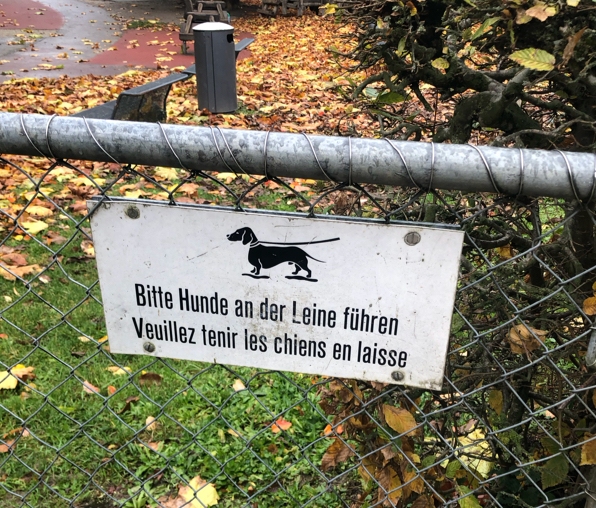 Bitte Hunde an der Leine führen
Veuillez tenir les chiens en laisse